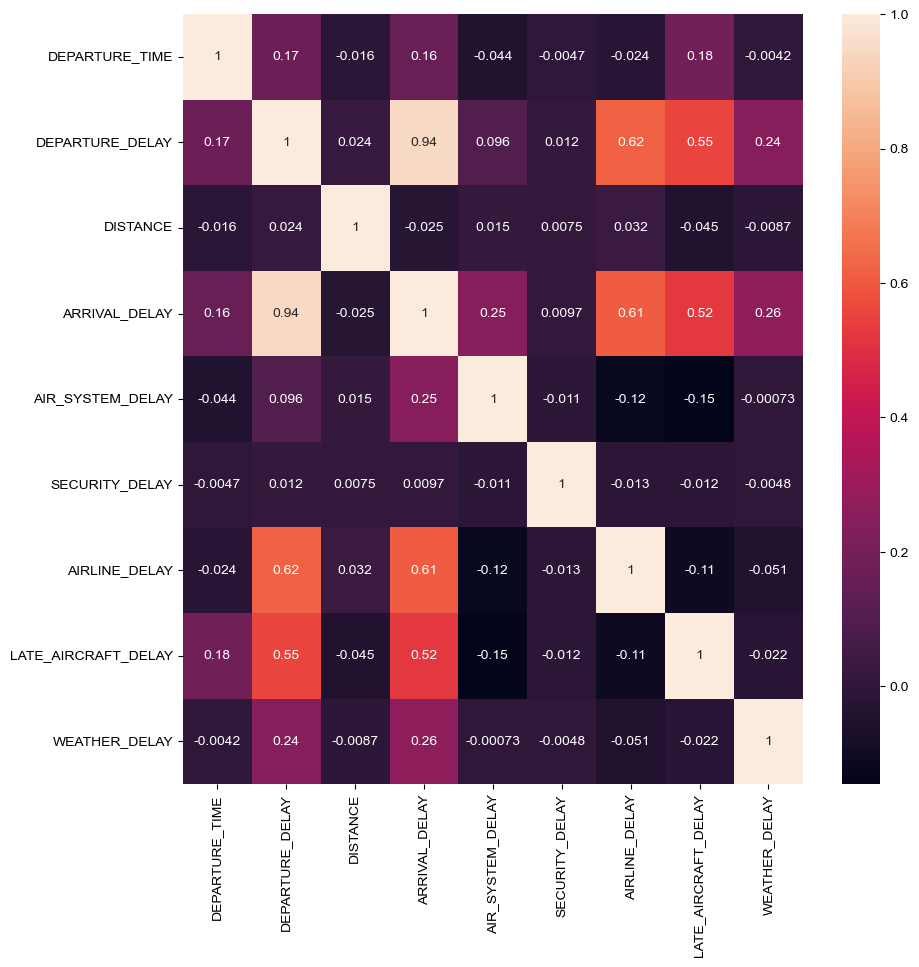 DEPARTURE_TIME 1 0.17 -0.016 0.16 -0.044 -0.0047 -0.024 0.18 -0.0042
DEPARTURE_DELAY 0.17 1 0.024 0.94 0.096 0.012 0.62 0.55 0.24
DISTANCE -0.016 0.024 1 -0.025 0.015 0.0075 0.032 -0.045 -0.0087
ARRIVAL_DELAY 0.16 0.94 -0.025 1 0.25 0.0097 0.61 0.52 0.26
AIR_SYSTEM_DELAY -0.044 0.096 0.015 0.25 1 -0.011 -0.12 -0.15 -0.00073
SECURITY_DELAY -0.0047 0.012 0.0075 0.0097 -0.011 1 -0.013 -0.012 -0.0048
AIRLINE_DELAY -0.024 0.62 0.032 0.61 -0.12 -0.013 1 -0.11 -0.051
LATE_AIRCRAFT_DELAY 0.18 0.55 -0.045 0.52 -0.15 -0.012 -0.11 1 -0.022
WEATHER_DELAY -0.0042 0.24 -0.0087 0.26 -0.00073 -0.0048 -0.051 -0.022 1
DEPARTURE_TIME
DEPARTURE_DELAY
DISTANCE
ARRIVAL_DELAY
AIR_SYSTEM_DELAY
SECURITY_DELAY
AIRLINE_DELAY
LATE_AIRCRAFT_DELAY
WEATHER_DELAY
1.0
0.8
0.6
0.4
0.2
0.0